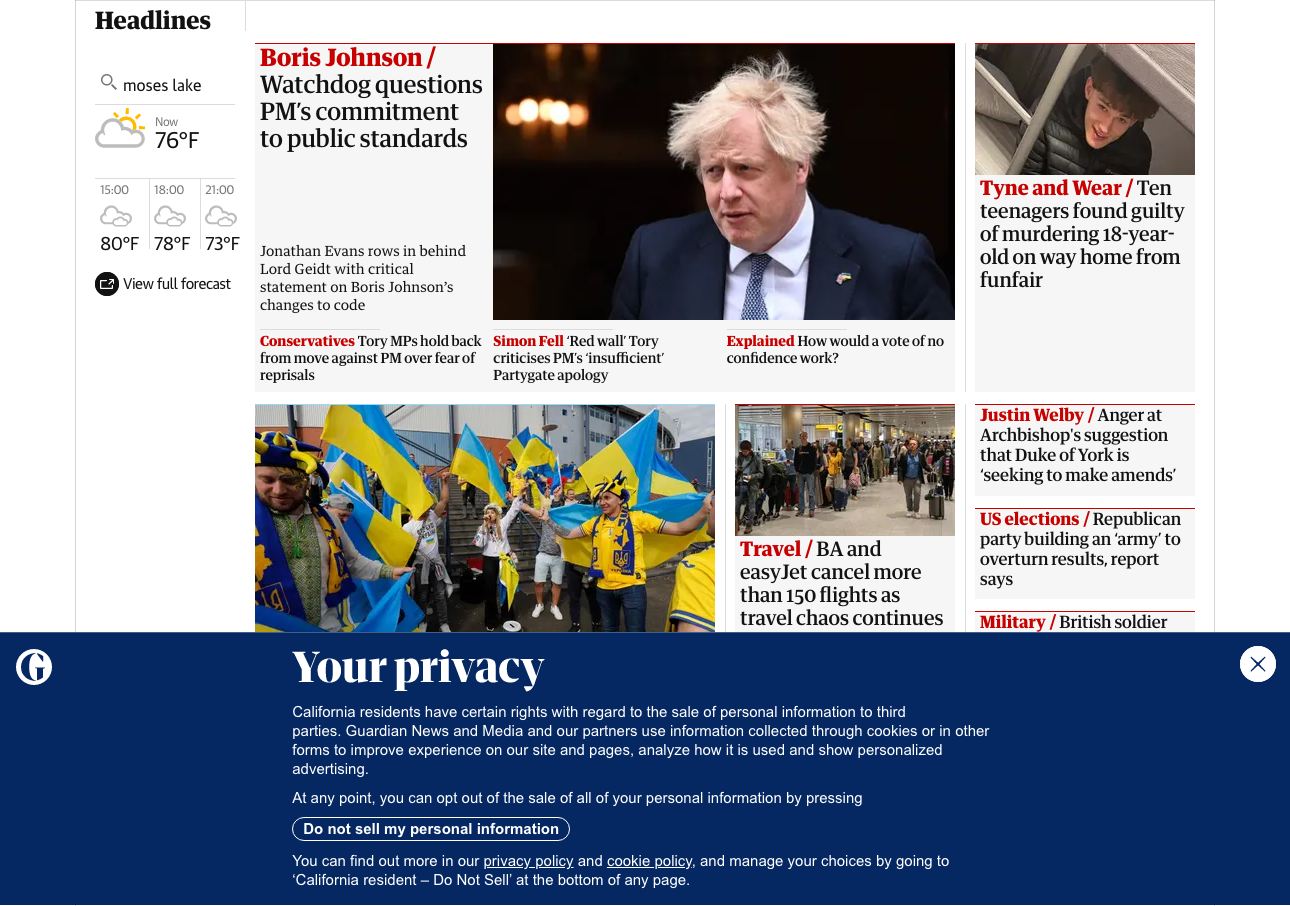 Headlines
moses lake
Now
76°F
15:00
18:00
21:00
80°F
78°F
73°F
View full forecast
Boris Johnson /
Watchdog questions
PM’s commitment
to public standards
Jonathan Evans rows in behind
Lord Geidt with critical
statement on Boris Johnson’s
changes to code
Conservatives Tory MPs hold back
from move against PM over fear of
reprisals
Simon Fell ‘Red wall’ Tory
criticises PM’s ‘insufficient’
Partygate apology
Explained How would a vote of no
confidence work?
Tyne and Wear / Ten
teenagers found guilty
of murdering 18-year-
old on way home from
funfair
Travel / BA and
easyJet cancel more
than 150 flights as
travel chaos continues
Justin Welby / Anger at
Archbishop's suggestion
that Duke of York is
‘seeking to make amends’
US elections / Republican
party building an ‘army’ to
overturn results, report
says
Military / British soldier
Your privacy
California residents have certain rights with regard to the sale of personal information to third
parties. Guardian News and Media and our partners use information collected through cookies or in other
forms to improve experience on our site and pages, analyze how it is used and show personalized
advertising.
At any point, you can opt out of the sale of all of your personal information by pressing
Do not sell my personal information
You can find out more in our privacy policy and cookie policy, and manage your choices by going to
‘California resident – Do Not Sell’ at the bottom of any page.